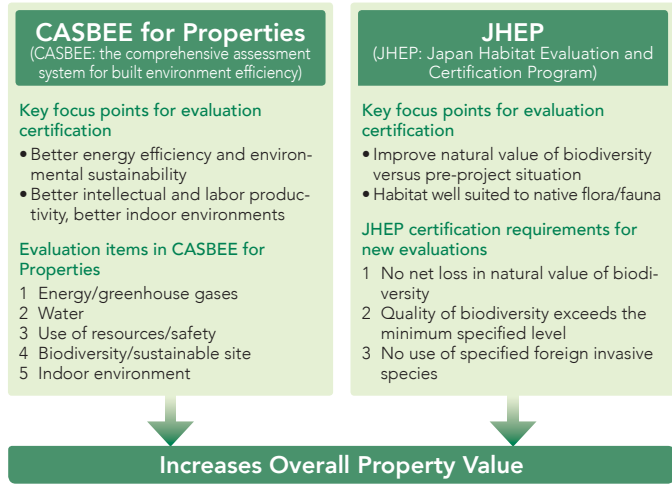 CASBEE for Properties
(CASBEE: the comprehensive assessment
system for built environment efficiency)
Key focus points for evaluation
certification
• Better energy efficiency and environ-
mental sustainability
• Better intellectual and labor produc-
tivity, better indoor environments
Evaluation items in CASBEE for
Properties
1 Energy/greenhouse gases
2 Water
3 Use of resources/safety
4 Biodiversity/sustainable site
5 Indoor environment
JHEP
(JHEP: Japan Habitat Evaluation and
Certification Program)
Key focus points for evaluation
certification
• Improve natural value of biodiversity
versus pre-project situation
• Habitat well suited to native flora/fauna
JHEP certification requirements for
new evaluations
1 No net loss in natural value of biodi-
versity
2 Quality of biodiversity exceeds the
minimum specified level
3 No use of specified foreign invasive
species
Increases Overall Property Value